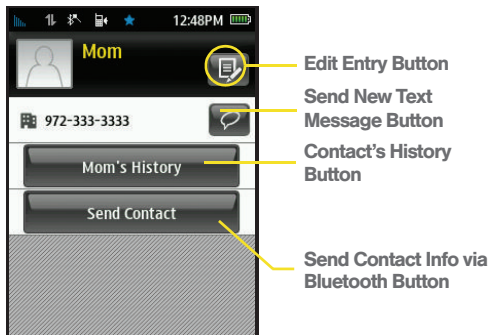 12:48PM
Mom
Edit Entry Button
Send New Text
Message Button
972-333-3333
Contact's History
Button
Mom's History
Send Contact
Send Contact Info via
Bluetooth Button